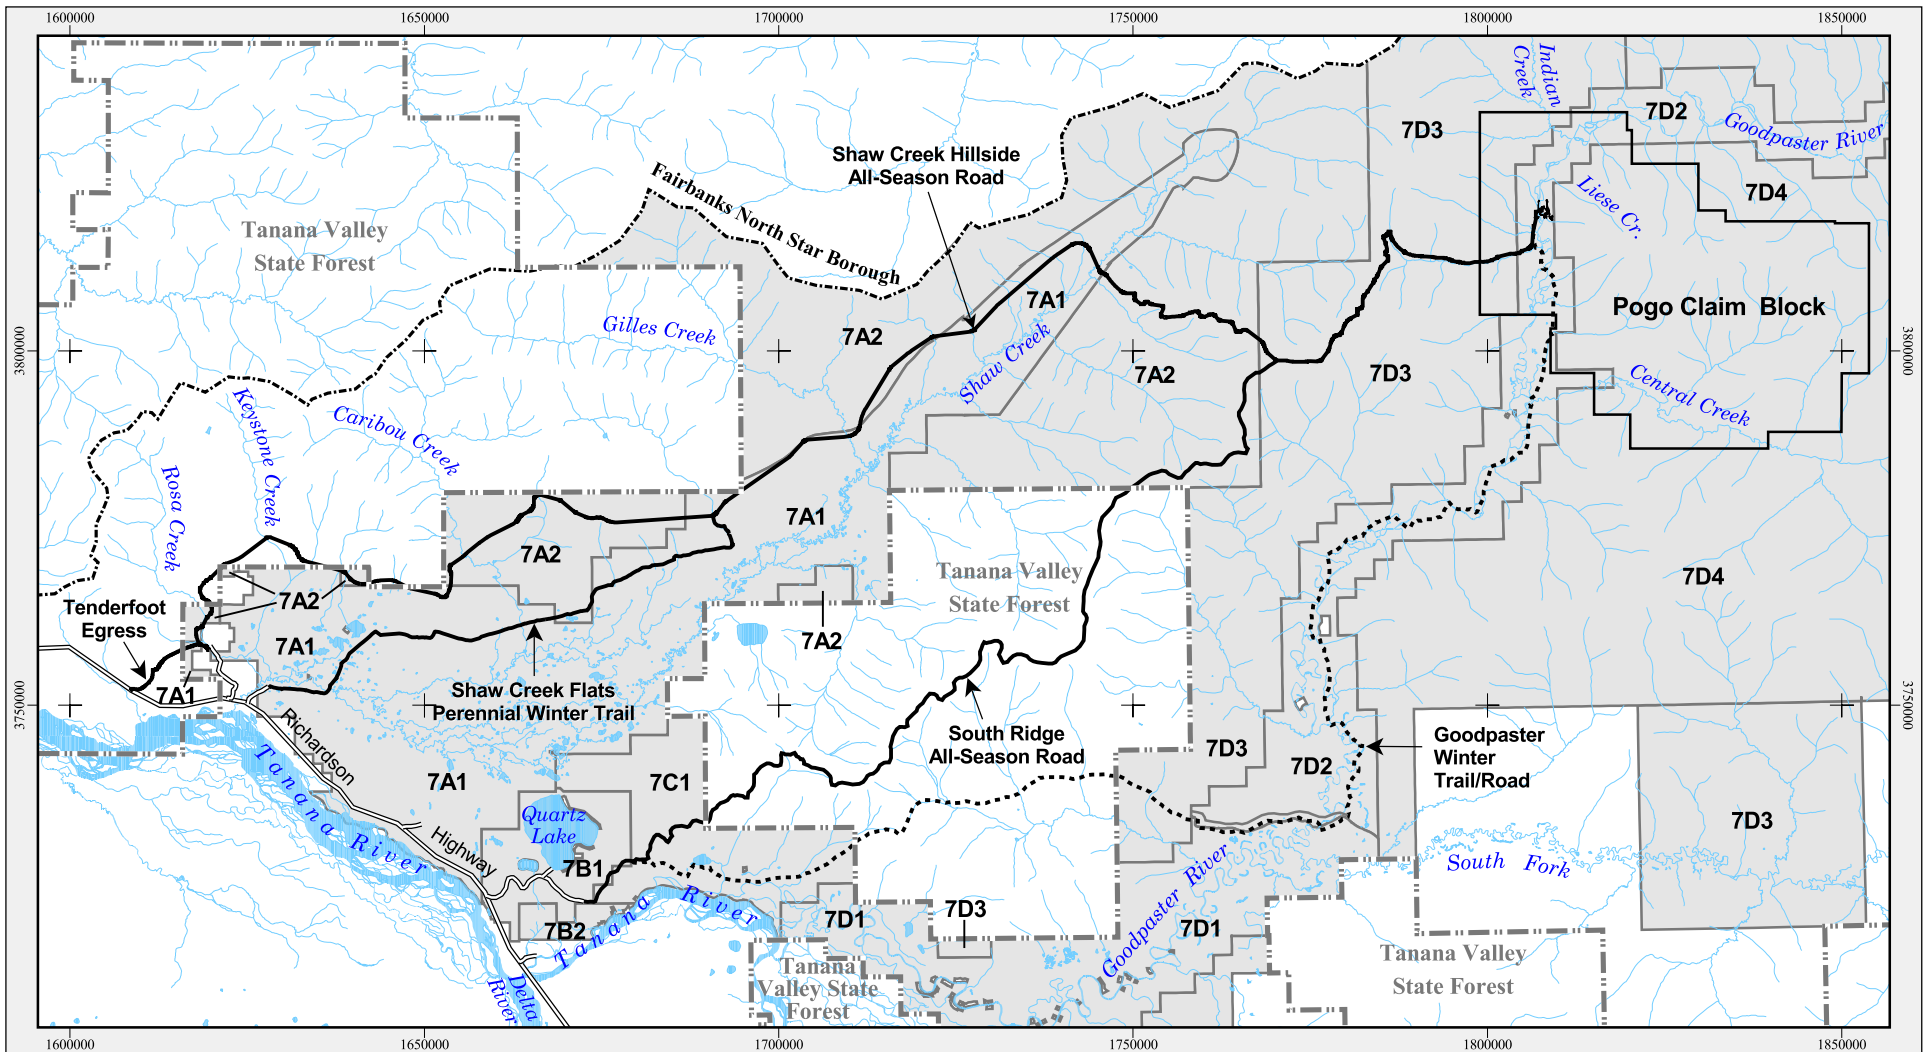 1600000
1650000
1700000
1750000
1800000
1850000
Indian
Creek
7D2
Goodpaster River
7D3
Shaw Creek Hillside
All-Season Road
Fairbanks North Star Borough
Liese Cr.
7D4
Tanana Valley
State Forest
7A1
Pogo Claim Block
Gilles Creek
7A2
Shaw Creek
3800000
3800000
7A2
7D3
Central Creek
Keystone Creek
Caribou Creek
Rosa Creek
7A1
7A2
Tanana Valley
State Forest
7D4
7A2
Tenderfoot
Egress
7A1
7A2
7A1
Shaw Creek Flats
Perennial Winter Trail
3750000
3750000
Richardson
Highway
South Ridge
All-Season Road
7D3
7D2
Goodpaster
Winter
Trail/Road
7A1
7C1
Tanana River
Quartz
Lake
7D3
7B1
South Fork
Goodpaster River
7B2
Tanana River
7D1
7D3
7D1
Tanana
Valley State
Forest
Tanana Valley
State Forest
Delta
River
1600000
1650000
1700000
1750000
1800000
1850000